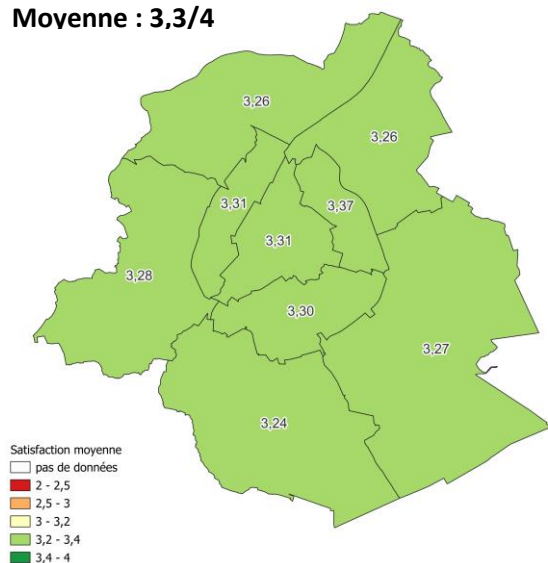 Moyenne : 3,3/4
3,26
3,26
3,31
3,37
3,31
3,28
3,30
3,27
3,24
Satisfaction moyenne
pas de données
2 - 2,5
2,5 - 3
3 - 3,2
3,2 - 3,4
3,4 - 4